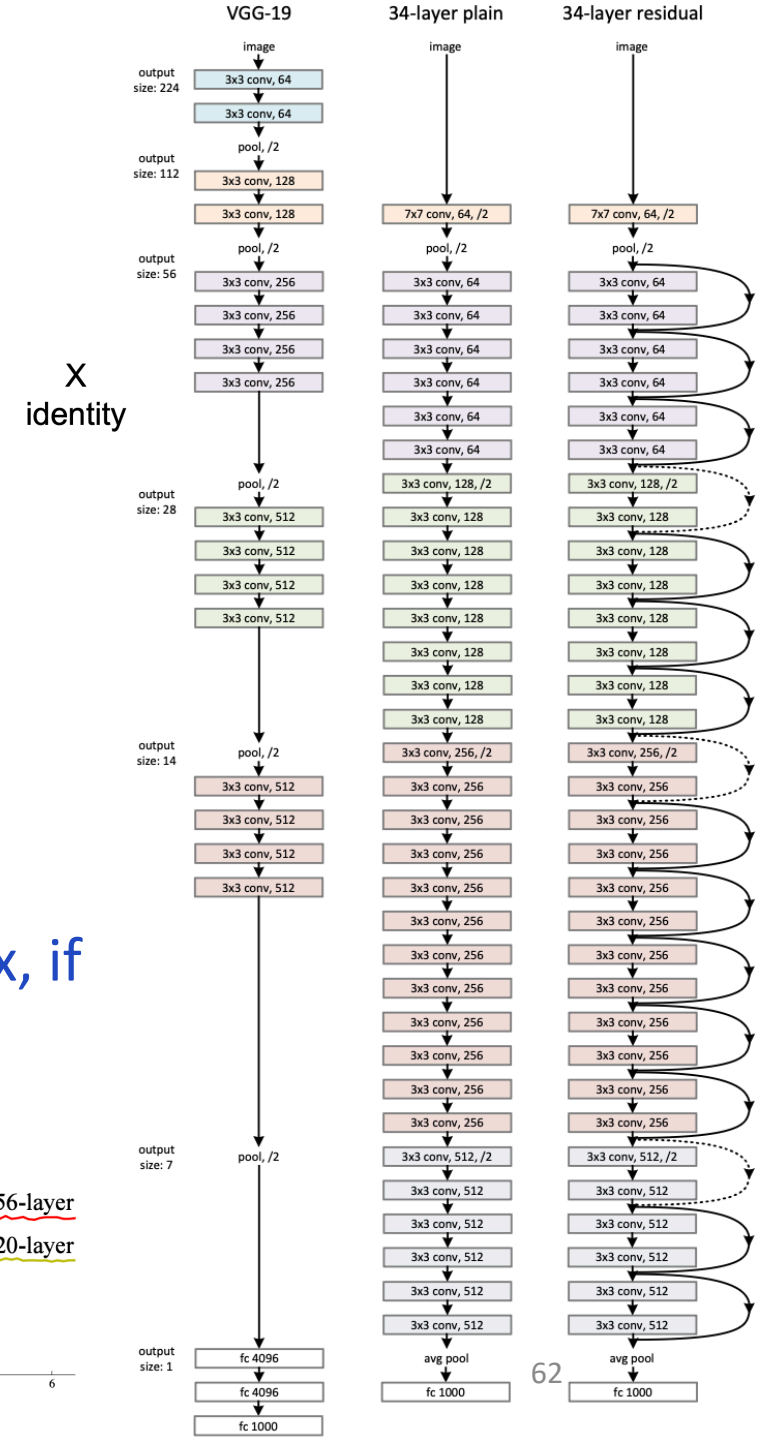 VGG-19
34-layer plain
34-layer residual
image
image
image
output
size: 224
3x3 conv, 64
3x3 conv, 64
pool, /2
output
size: 112
3x3 conv, 128
3x3 conv, 128
7x7 conv, 64, /2
7x7 conv, 64, /2
pool, /2
pool, /2
pool, /2
output
size: 56
3x3 conv, 256
3x3 conv, 64
3x3 conv, 64
3x3 conv, 256
3x3 conv, 64
3x3 conv, 64
3x3 conv, 256
3x3 conv, 64
3x3 conv, 64
3x3 conv, 256
3x3 conv, 64
3x3 conv, 64
X
identity
3x3 conv, 64
3x3 conv, 64
3x3 conv, 64
3x3 conv, 64
output
size: 28
pool, /2
3x3 conv, 128, /2
3x3 conv, 128, /2
3x3 conv, 512
3x3 conv, 128
3x3 conv, 128
3x3 conv, 512
3x3 conv, 128
3x3 conv, 128
3x3 conv, 512
3x3 conv, 128
3x3 conv, 128
3x3 conv, 512
3x3 conv, 128
3x3 conv, 128
3x3 conv, 128
3x3 conv, 128
3x3 conv, 128
3x3 conv, 128
3x3 conv, 128
3x3 conv, 128
output
size: 14
pool, /2
3x3 conv, 256, /2
3x3 conv, 256, /2
3x3 conv, 512
3x3 conv, 256
3x3 conv, 256
3x3 conv, 512
3x3 conv, 256
3x3 conv, 256
3x3 conv, 512
3x3 conv, 256
3x3 conv, 256
3x3 conv, 512
3x3 conv, 256
3x3 conv, 256
3x3 conv, 256
3x3 conv, 256
x, if
3x3 conv, 256
3x3 conv, 256
3x3 conv, 256
3x3 conv, 256
3x3 conv, 256
3x3 conv, 256
3x3 conv, 256
3x3 conv, 256
3x3 conv, 256
3x3 conv, 256
3x3 conv, 256
3x3 conv, 256
output
size: 7
pool, /2
3x3 conv, 512, /2
3x3 conv, 512, /2
56-layer
3x3 conv, 512
3x3 conv, 512
20-layer
3x3 conv, 512
3x3 conv, 512
3x3 conv, 512
3x3 conv, 512
3x3 conv, 512
3x3 conv, 512
3x3 conv, 512
3x3 conv, 512
output
size: 1
fc 4096
avg pool
avg pool
62
6
fc 4096
fc 1000
fc 1000
fc 1000